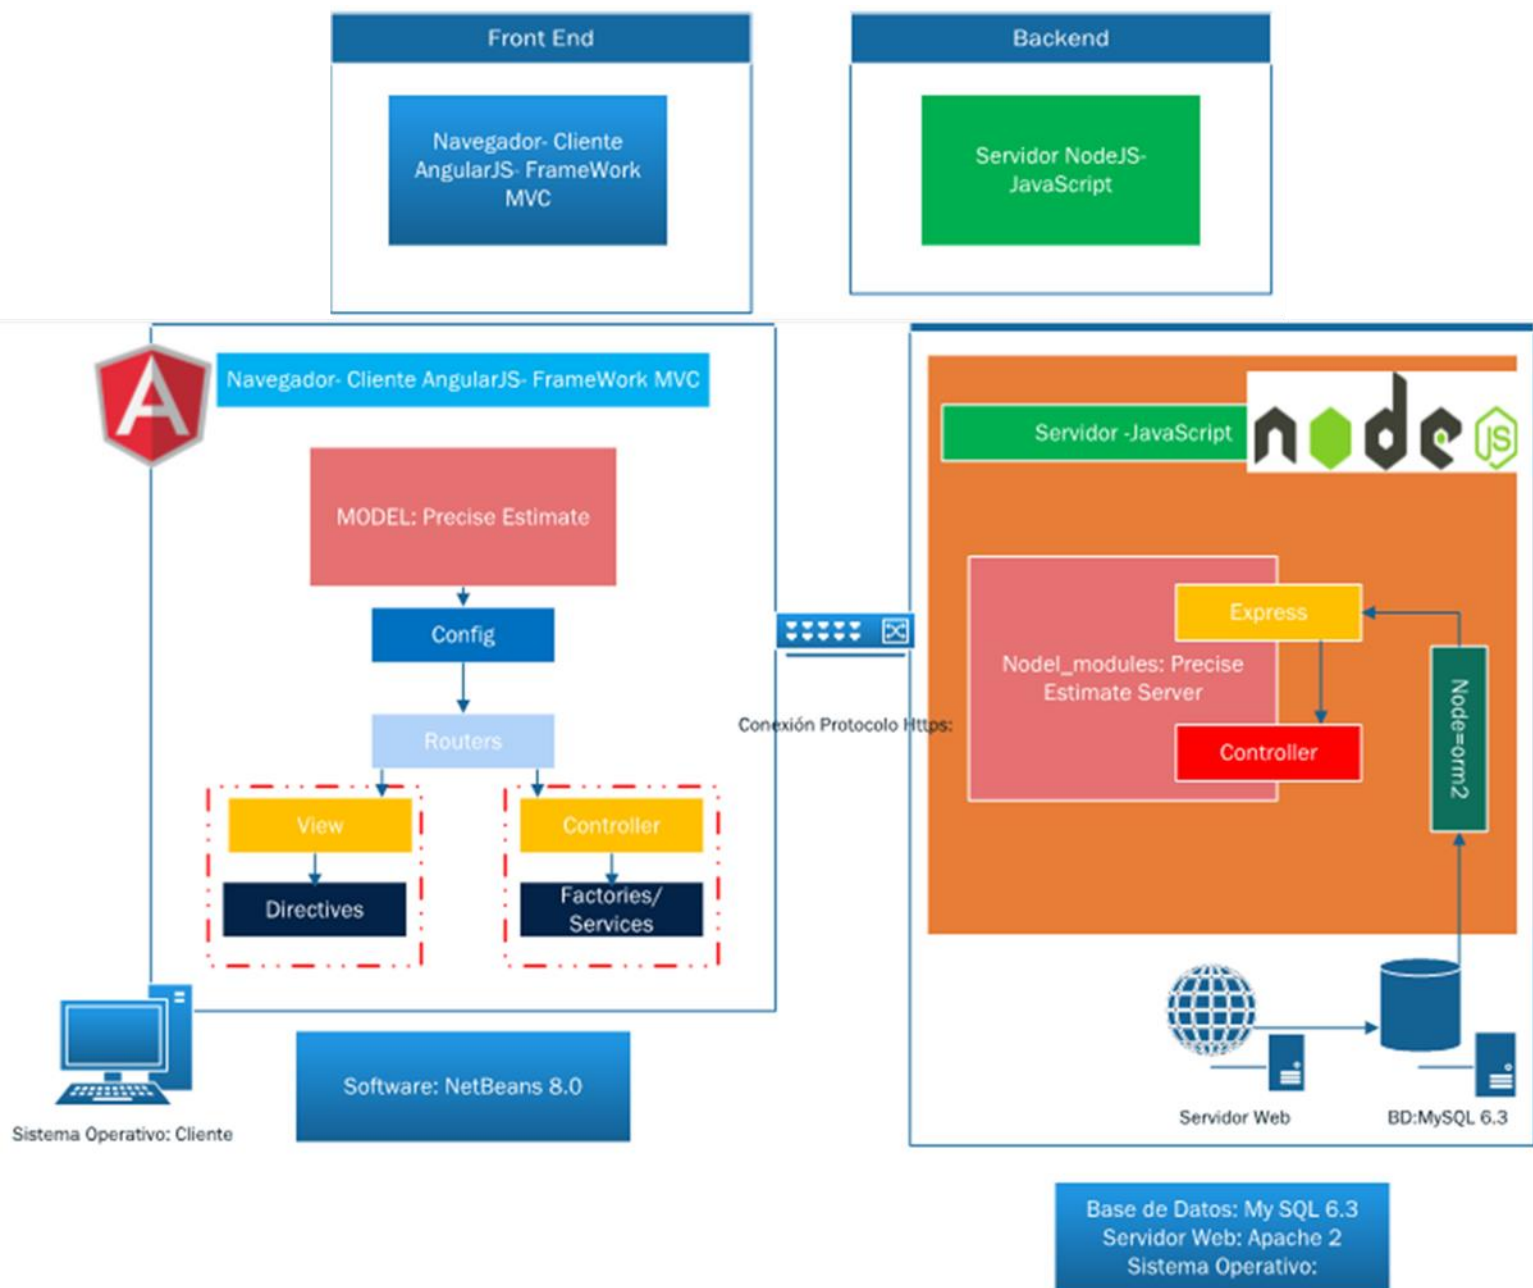 Front End
Backend
Navegador- Cliente
AngularJS- FrameWork
MVC
Servidor NodeJS-
JavaScript
A
Navegador- Cliente AngularJS- FrameWork MVC
Servidor -JavaScript
node
JS
MODEL: Precise Estimate
Config
Routers
View
Controller
Directives
Factories/
Services
Conexión Protocolo Https:
Express
Nodel_modules: Precise
Estimate Server
Controller
Node=orm2
Software: NetBeans 8.0
Sistema Operativo: Cliente
Servidor Web
BD:MySQL 6.3
Base de Datos: My SQL 6.3
Servidor Web: Apache 2
Sistema Operativo: